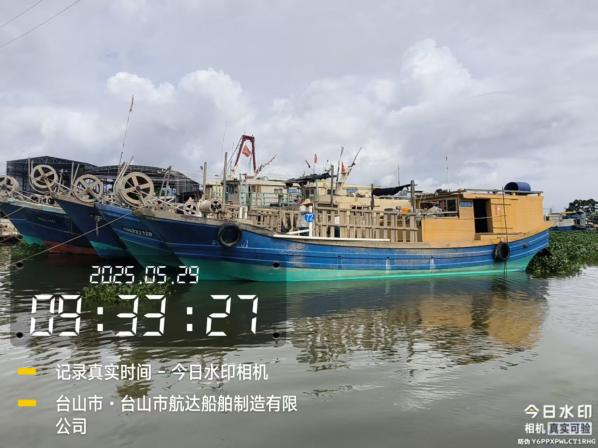 2025.05.29
09:33:27
记录真实时间 - 今日水印相机
台山市 · 台山市航达船舶制造有限
公司
今日水印
相机 真实可验
防伪 Y6PPXPWLCT1RHG